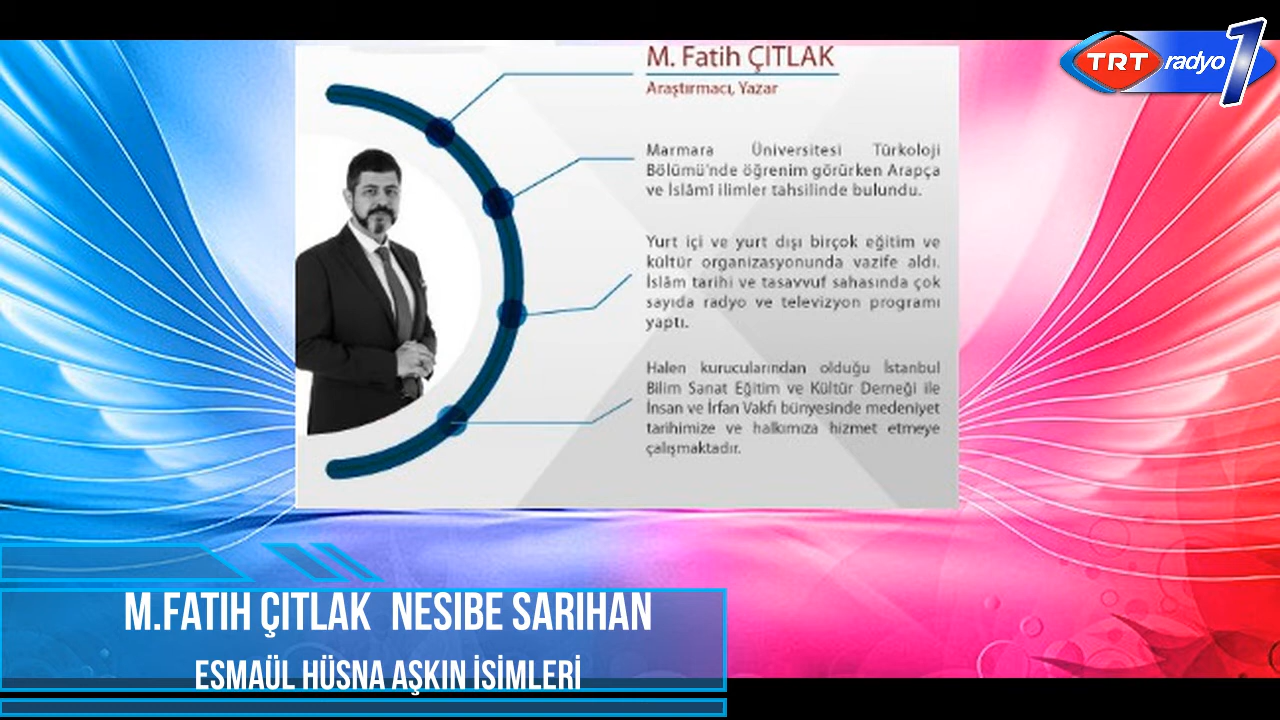 TRT radyo 1
M. Fatih ÇITLAK
Araştırmacı, Yazar
Marmara Üniversitesi Türkoloji
Bölümü'nde öğrenim görürken Arapça
ve İslâmî ilimler tahsilinde bulundu.
Yurt içi ve yurt dışı birçok eğitim ve
kültür organizasyonunda vazife aldı.
İslâm tarihi ve tasavvuf sahasında çok
sayıda radyo ve televizyon programı
yaptı.
Halen kurucularından olduğu İstanbul
Bilim Sanat Eğitim ve Kültür Derneği ile
İnsan ve İrfan Vakfı bünyesinde medeniyet
tarihimize ve halkımıza hizmet etmeye
çalışmaktadır.
M.FATIH ÇITLAK NESIBE SARIHAN
ESMAÜL HÜSNA AŞKIN İSİMLERİ